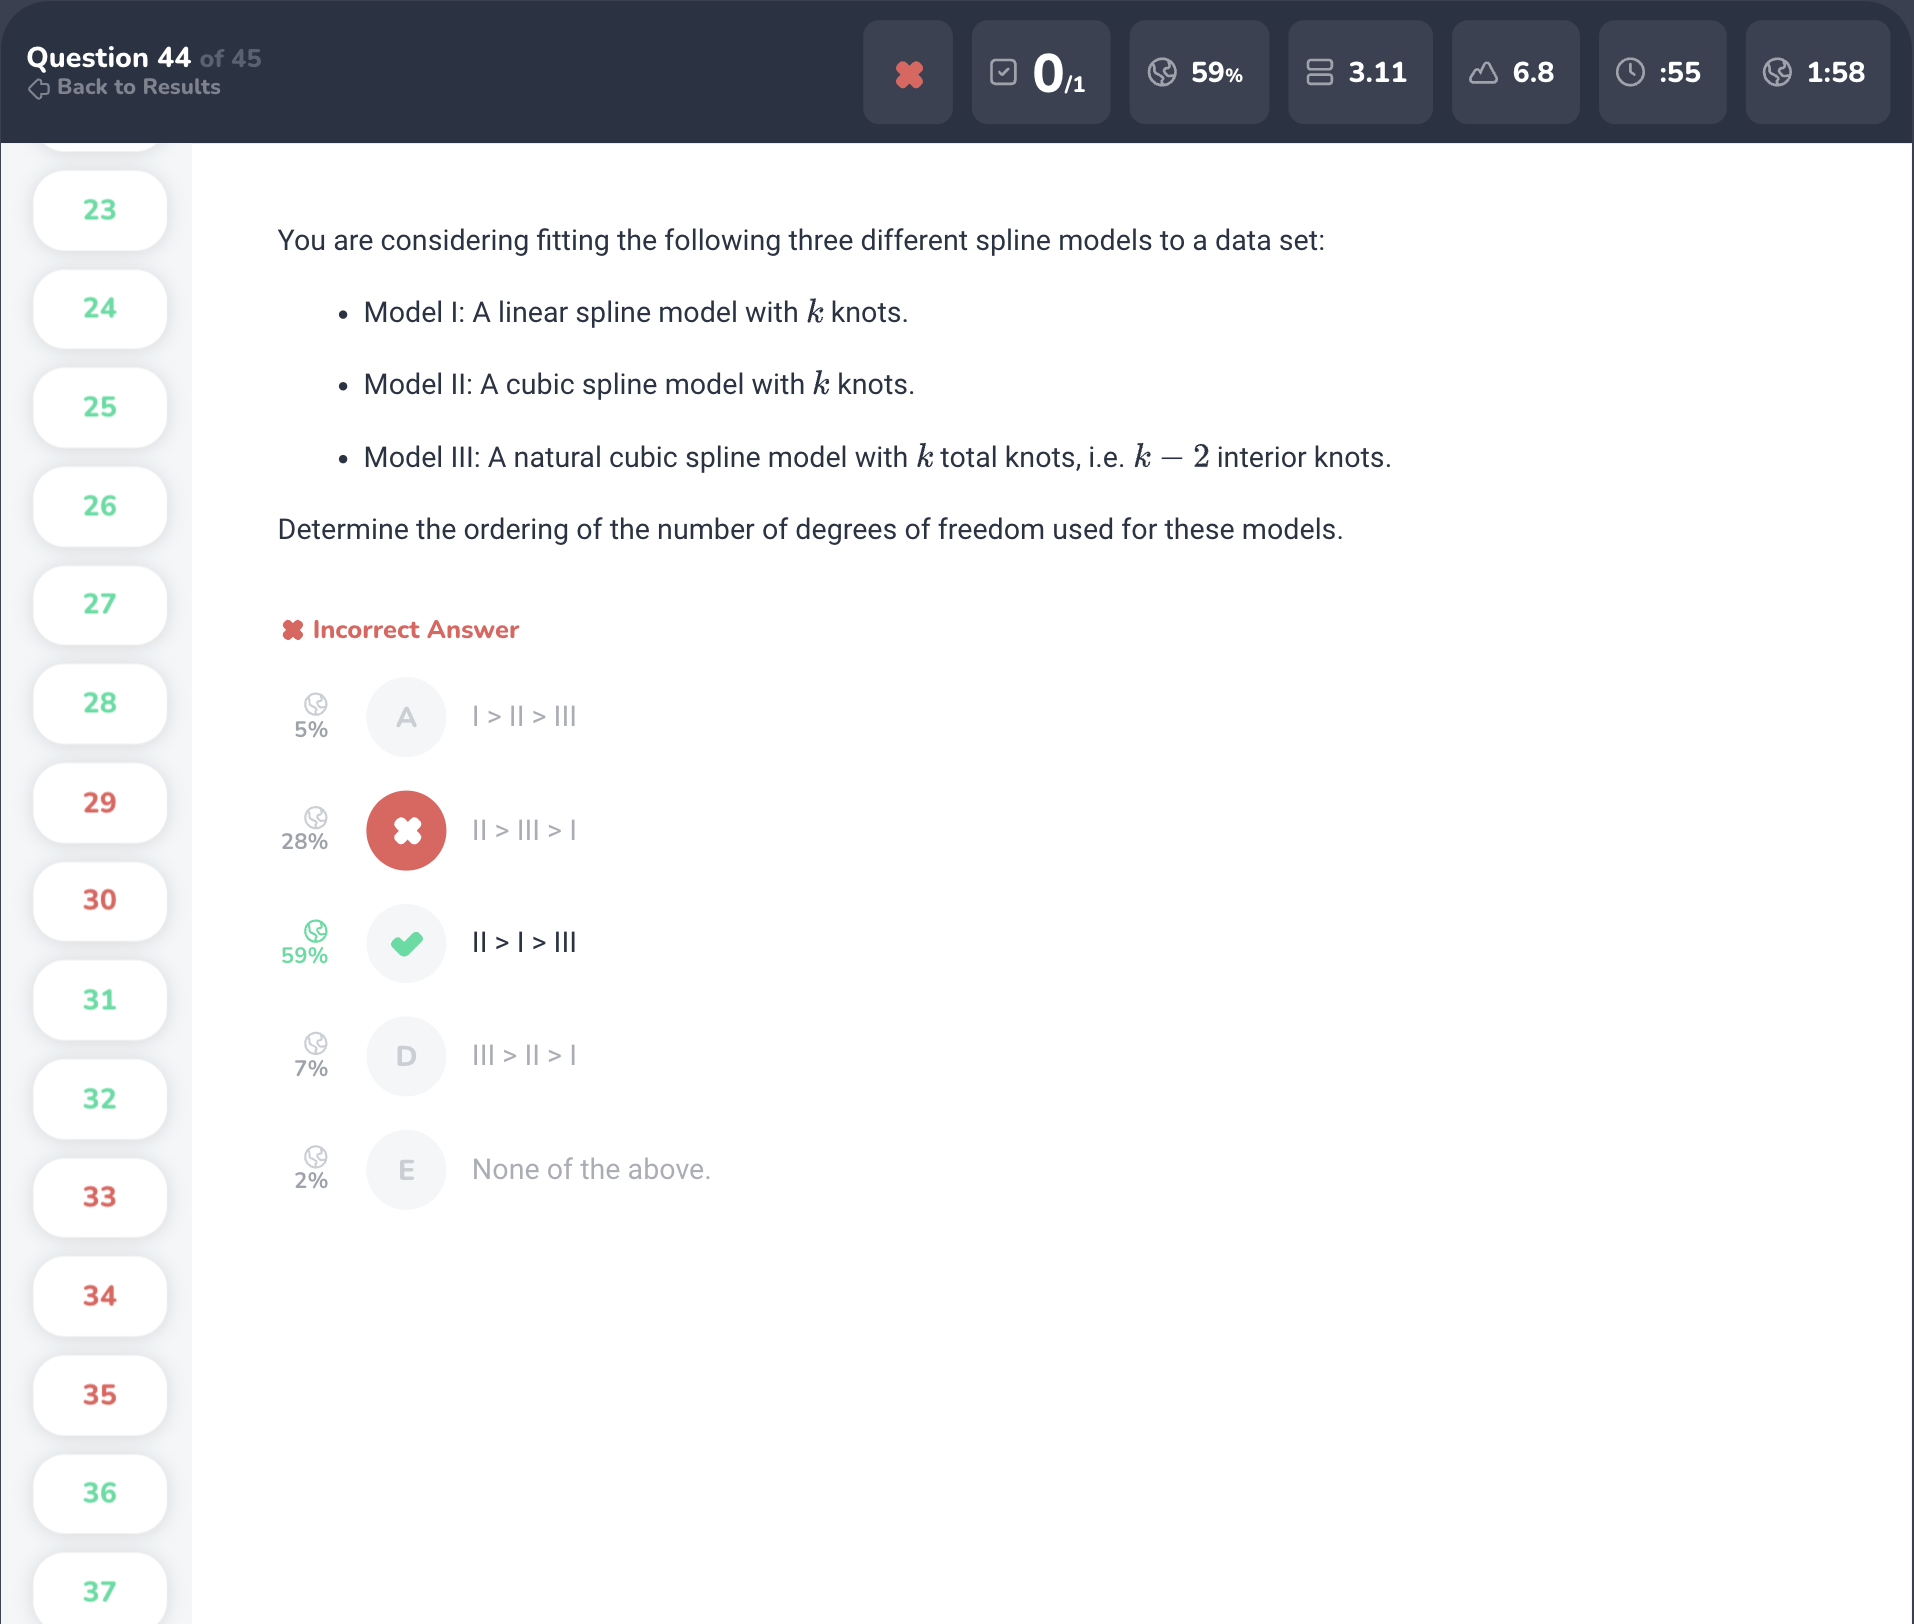 Question 44 of 45
Back to Results
0/1
59%
3.11
6.8
:55
1:58
23
24
25
26
27
28
29
30
31
32
33
34
35
36
37
You are considering fitting the following three different spline models to a data set:
• Model I: A linear spline model with k knots.
• Model II: A cubic spline model with k knots.
• Model III: A natural cubic spline model with k total knots, i.e. k − 2 interior knots.
Determine the ordering of the number of degrees of freedom used for these models.
Incorrect Answer
5% A I > II > III
28% II > III > I
59% II > I > III
7% D III > II > I
2% E None of the above.